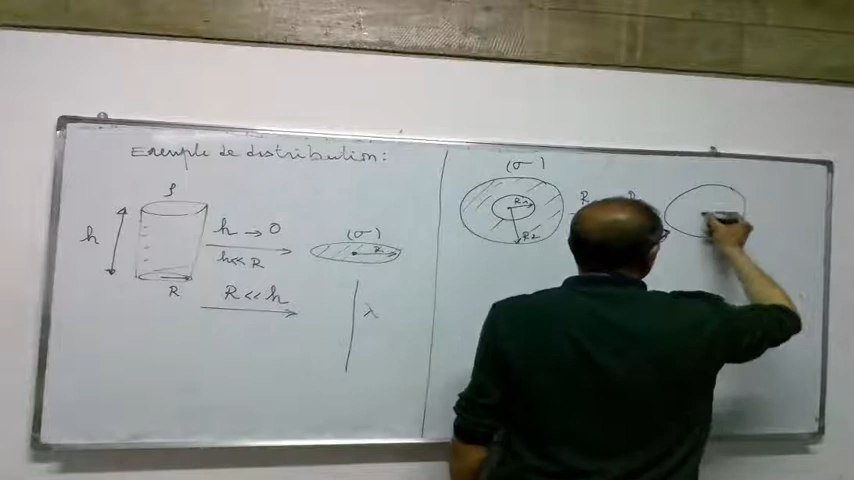 Exemple de distribution :
ρ
h
R
h → 0
h << R
(σ)
R
R << h
λ
(σ)
R1
R2
R